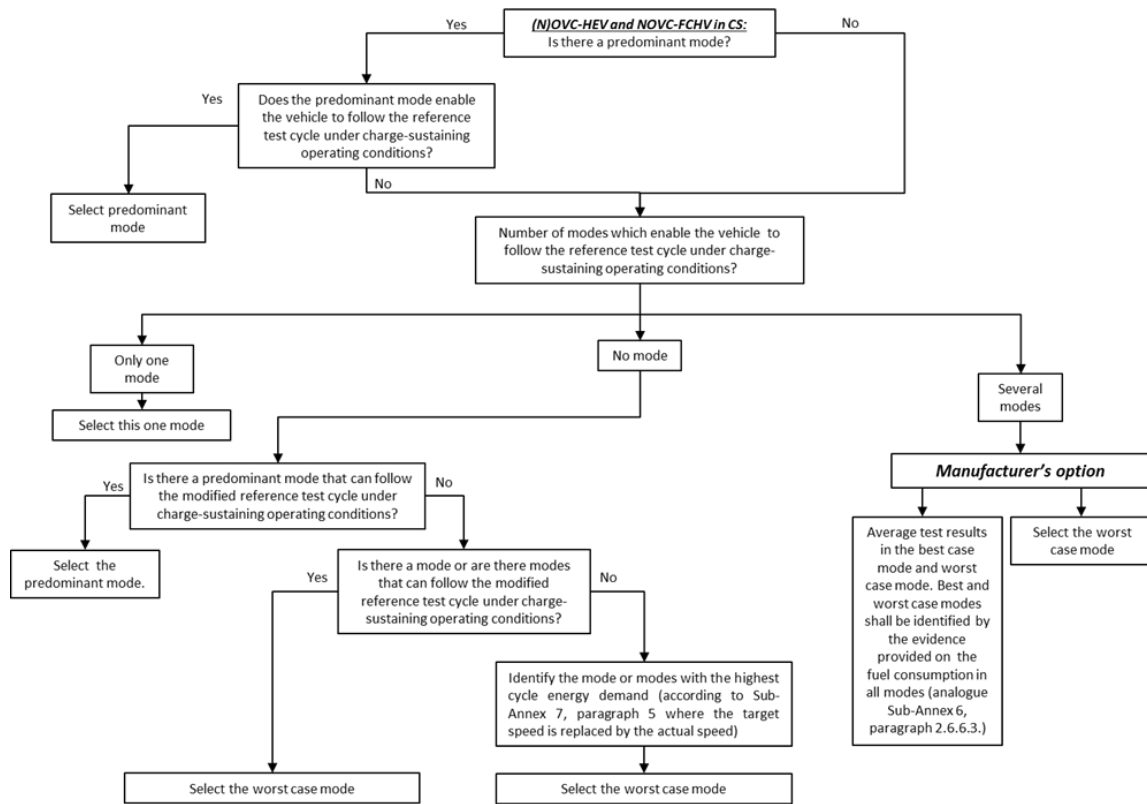 (N)OVC-HEV and NOVC-FCHV in CS:
Is there a predominant mode?
Yes
No
Yes
Does the predominant mode enable
the vehicle to follow the reference
test cycle under charge-sustaining
operating conditions?
No
Select predominant
mode
Number of modes which enable the vehicle to
follow the reference test cycle under charge-
sustaining operating conditions?
Only one
mode
No mode
Several
modes
Select this one mode
Manufacturer's option
Yes
Is there a predominant mode that can follow
the modified reference test cycle under
charge-sustaining operating conditions?
No
Select the
predominant mode.
Average test results
in the best case
mode and worst
case mode. Best and
worst case modes
shall be identified by
the evidence
provided on the
fuel consumption in
all modes (analogue
Sub-Annex 6,
paragraph 2.6.6.3.)
Select the worst
case mode
Yes
Is there a mode or are there modes
that can follow the modified
reference test cycle under charge-
sustaining operating conditions?
No
Identify the mode or modes with the highest
cycle energy demand (according to Sub-
Annex 7, paragraph 5 where the target
speed is replaced by the actual speed)
Select the worst case mode
Select the worst case mode